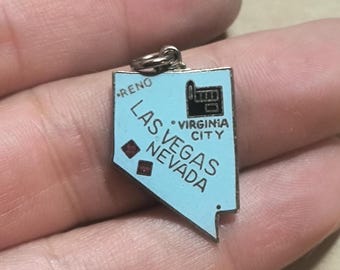 RENO
VIRGINIA
CITY
LAS VEGAS
NEVADA